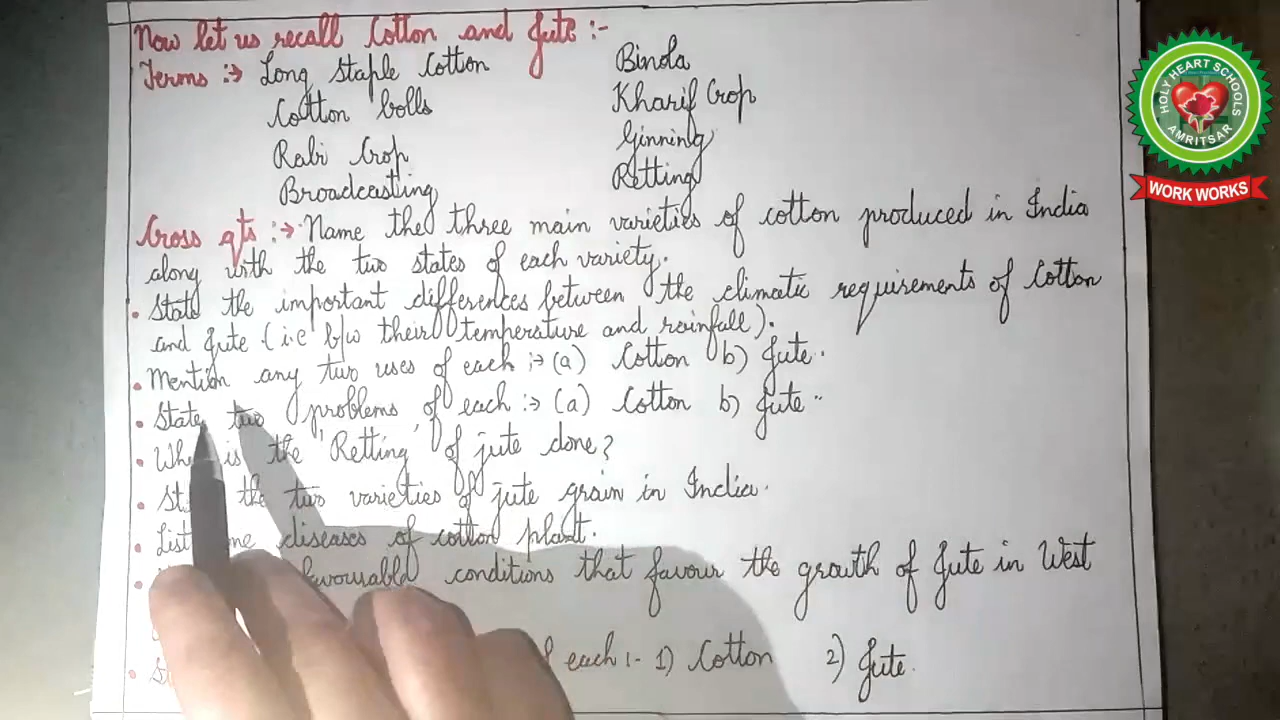 Now let us recall Cotton and Jute :-
Terms :→ Long Staple Cotton Binola
Cotton bolls Kharif Crop
Rabi Crop Ginning
Broadcasting Retting
Cross qts :→ Name the three main varieties of cotton produced in India
along with the two states of each variety.
• State the important differences between the climatic requirements of Cotton
and Jute (i.e b/w their temperature and rainfall).
• Mention any two uses of each :→ (a) Cotton b) Jute.
• State two problems of each :→ (a) Cotton b) Jute..
• is the 'Retting' of jute done?
• the two varieties of jute grain in India.
• List diseases of cotton plant.
• favourable conditions that favour the growth of Jute in West
• each :- 1) Cotton 2) Jute.
HOLY HEART SCHOOLS
AMRITSAR
WORK WORKS